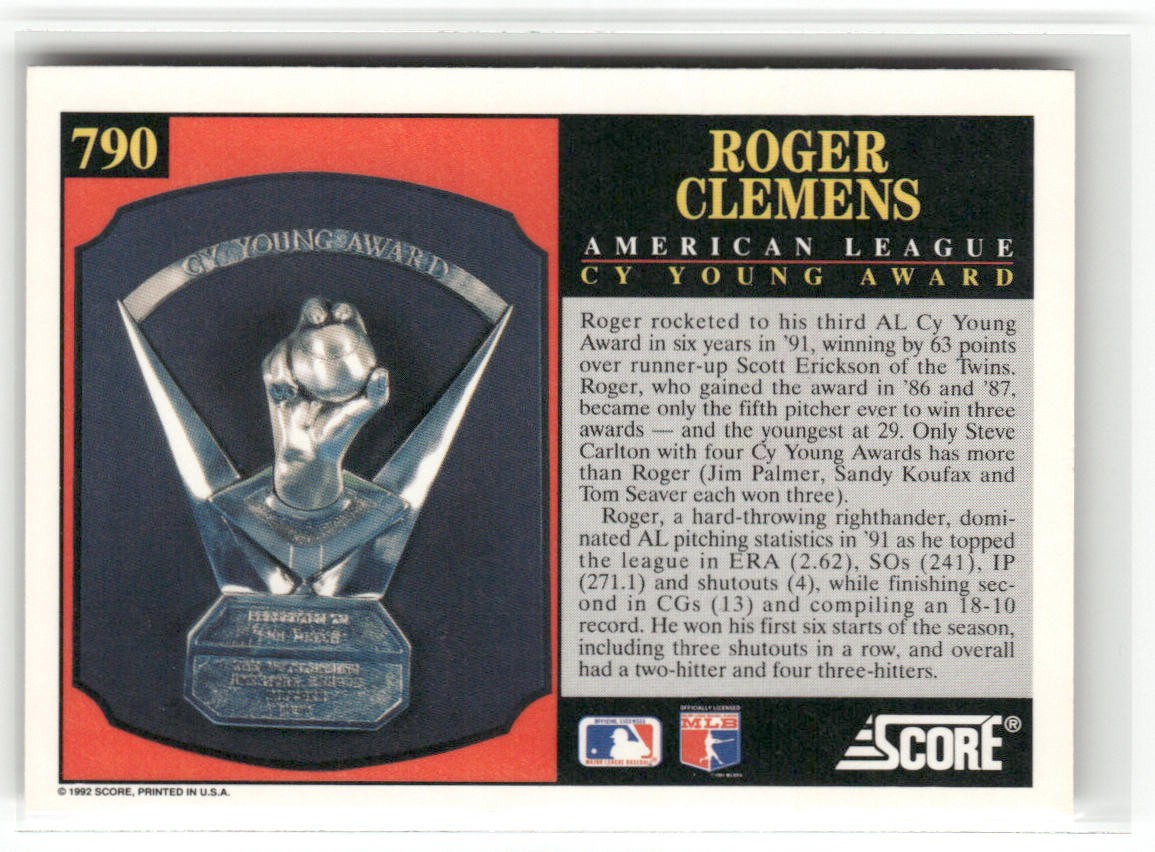 790
CY YOUNG AWARD
ROGER
CLEMENS
AMERICAN LEAGUE
CY YOUNG AWARD
Roger rocketed to his third AL Cy Young
Award in six years in '91, winning by 63 points
over runner-up Scott Erickson of the Twins.
Roger, who gained the award in '86 and '87,
became only the fifth pitcher ever to win three
awards — and the youngest at 29. Only Steve
Carlton with four Cy Young Awards has more
than Roger (Jim Palmer, Sandy Koufax and
Tom Seaver each won three).
Roger, a hard-throwing righthander, domi-
nated AL pitching statistics in '91 as he topped
the league in ERA (2.62), SOs (241), IP
(271.1) and shutouts (4), while finishing sec-
ond in CGs (13) and compiling an 18-10
record. He won his first six starts of the season,
including three shutouts in a row, and overall
had a two-hitter and four three-hitters.
OFFICIAL LICENSEE
MAJOR LEAGUE BASEBALL
OFFICIALLY LICENSED
MLB
SCORE®
© 1992 SCORE, PRINTED IN U.S.A.